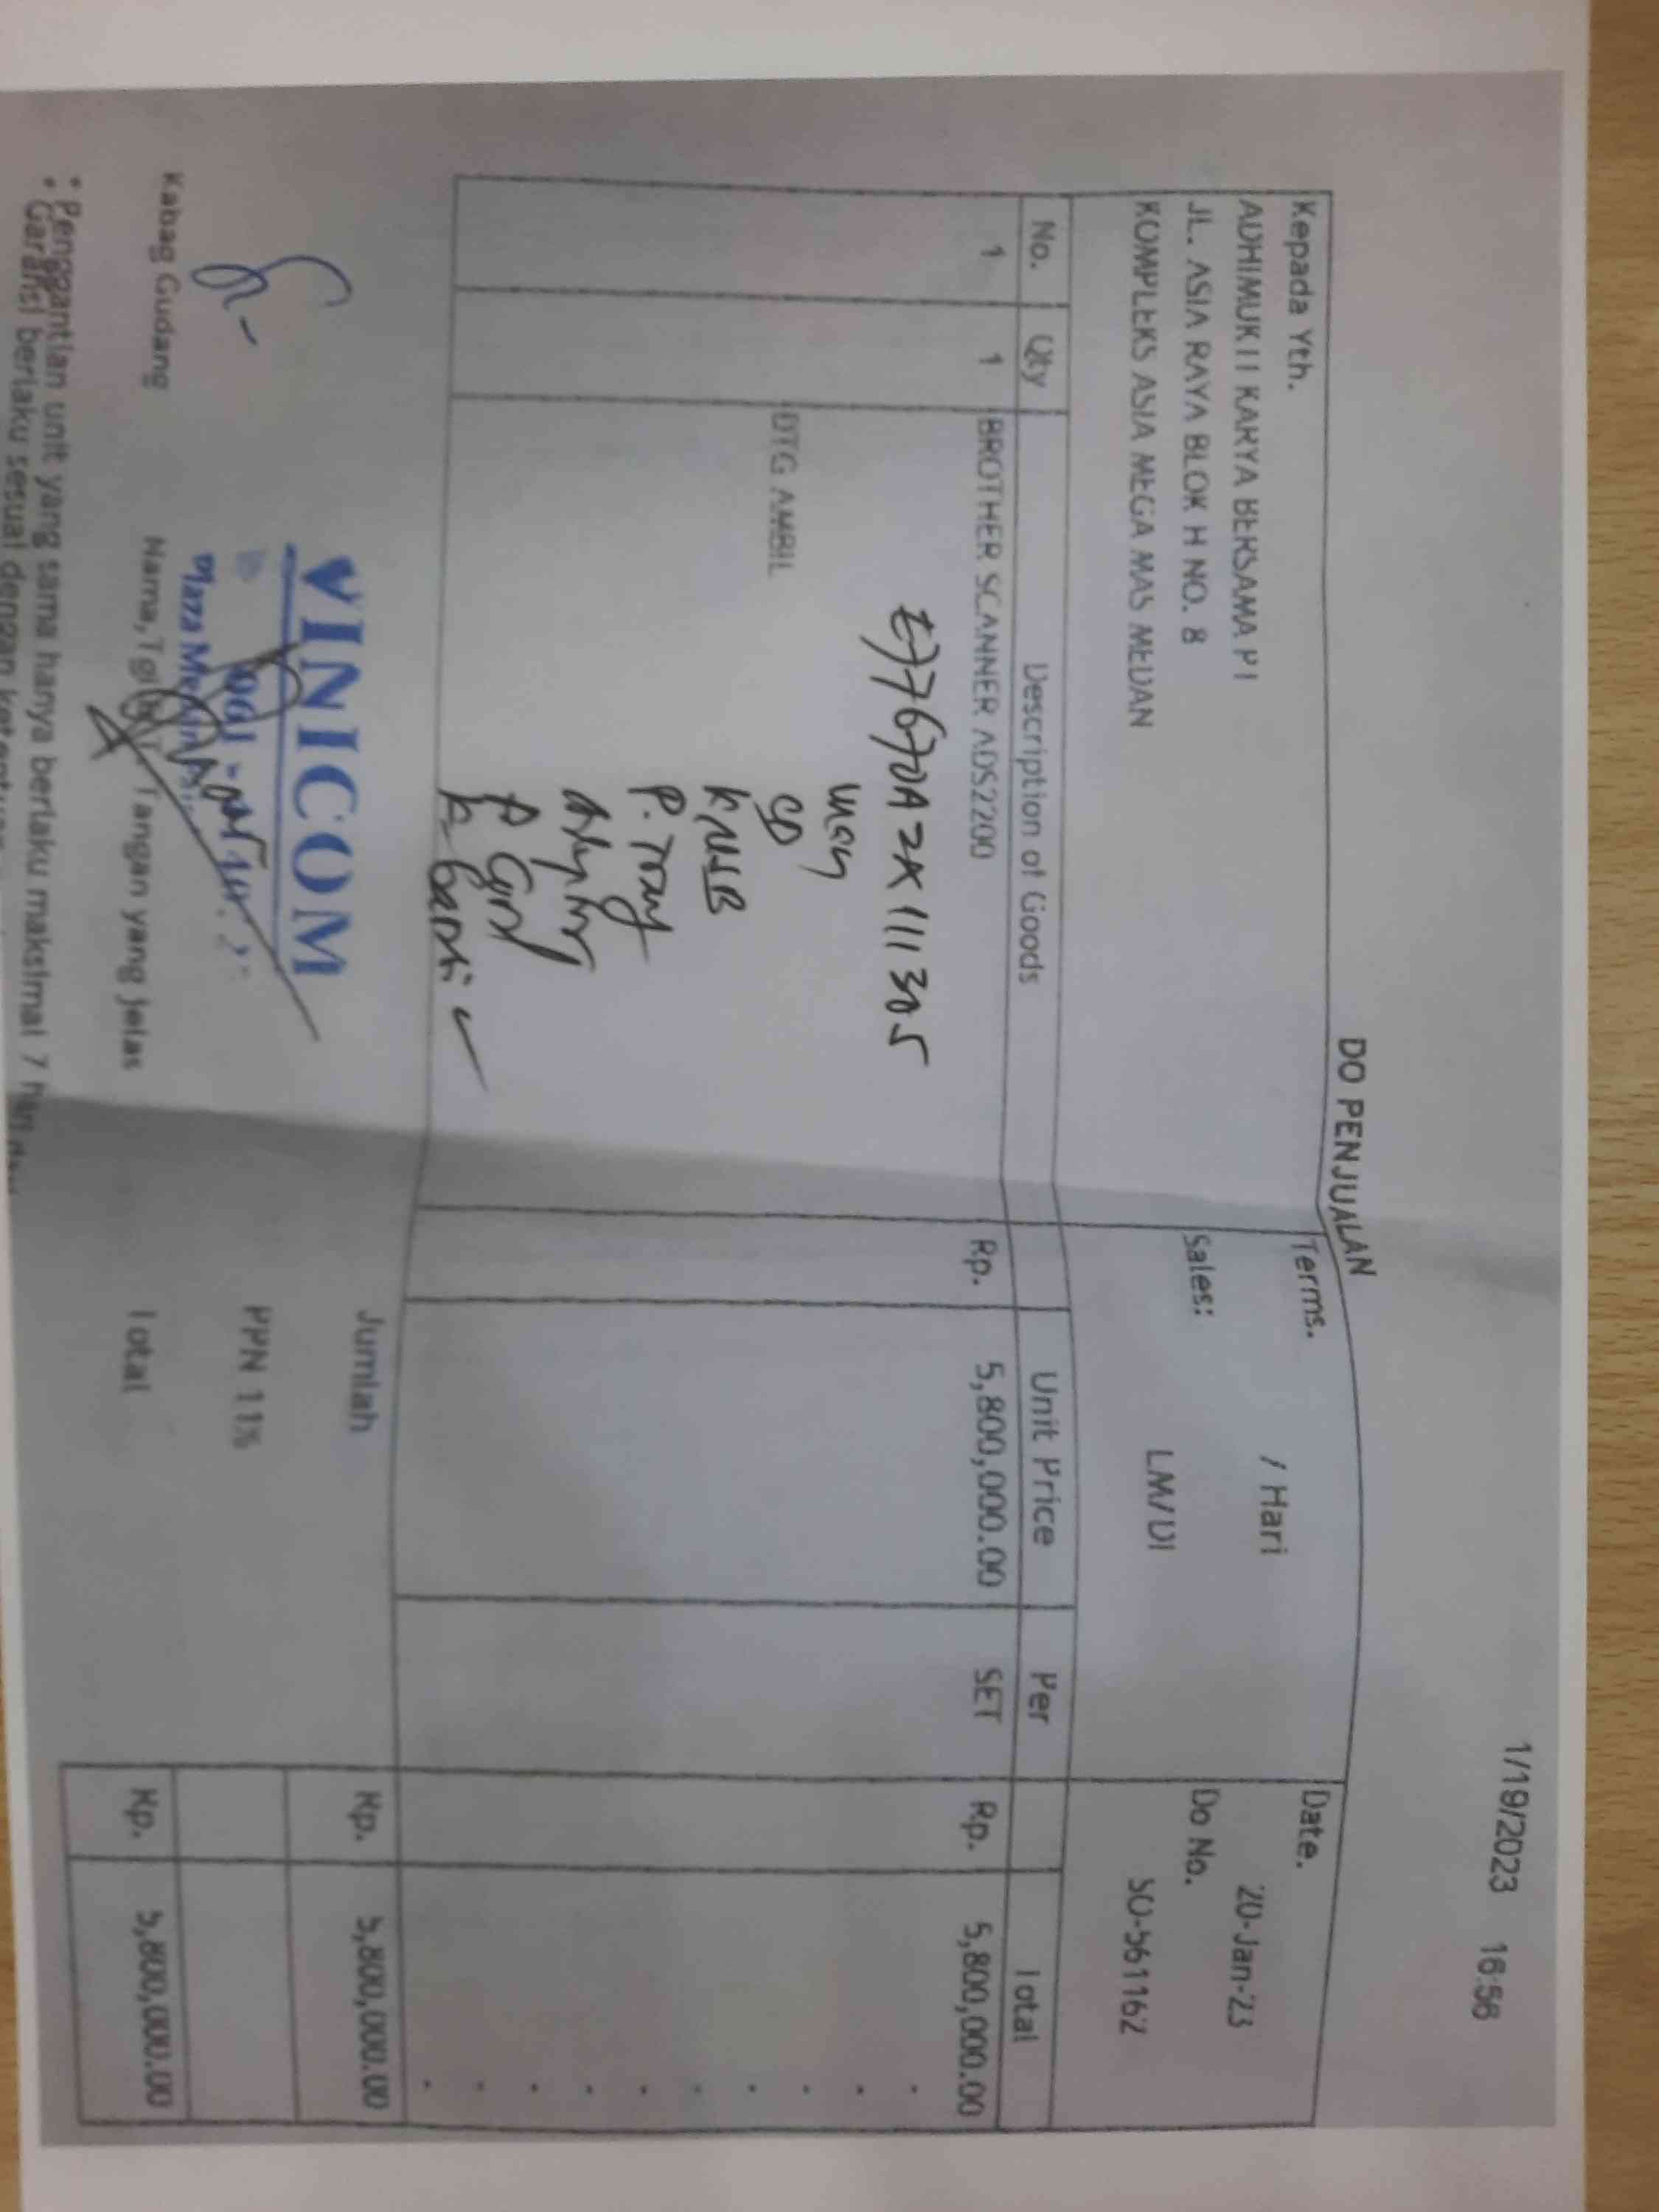 1/19/2023 16:56
DO PENJUALAN
Kepada Yth.
ADHIMUKTI KARYA BERSAMA PT
JL. ASIA RAYA BLOK H NO. 8
KOMPLEKS ASIA MEGA MAS MEDAN
Terms.
/ Hari
Sales:
LM/DI
Date.
20-Jan-23
Do No.
SO-561162
No. Qty Description of Goods Unit Price Per Total
1 1 BROTHER SCANNER ADS2200 Rp. 5,800,000.00 SET Rp. 5,800,000.00
CD
DTG AMBIL
K USB
P. Tray
Jumlah Rp. 5,800,000.00
PPN 11%
Total Rp. 5,800,000.00
VINICOM
Plaza
Kabag Gudang
Nama, Tgl Tangan yang jelas
* Penggantian unit yang sama hanya berlaku maksimal 7 hari
* Garansi berlaku sesuai dengan